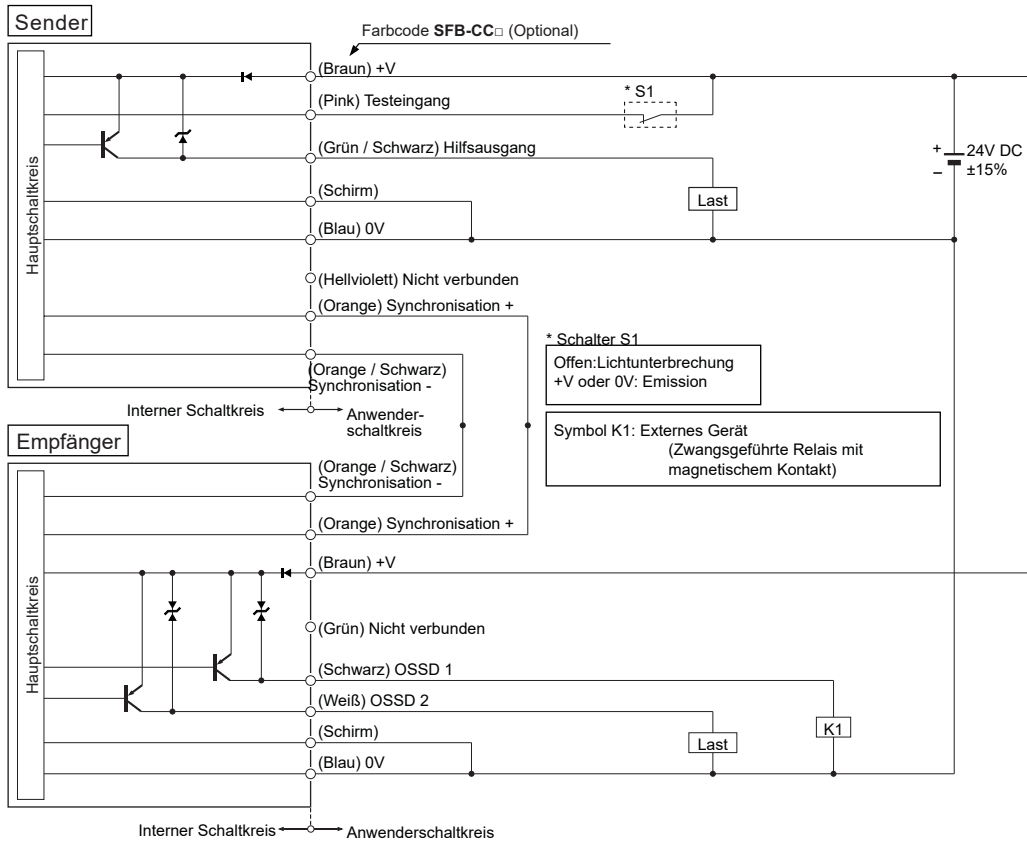 Sender
Farbcode SFB-CC□ (Optional)
Hauptschaltkreis
(Braun) +V
(Pink) Testeingang
* S1
(Grün / Schwarz) Hilfsausgang
+
24V DC
±15%
−
(Schirm)
Last
(Blau) 0V
(Hellviolett) Nicht verbunden
(Orange) Synchronisation +
* Schalter S1
Offen:Lichtunterbrechung
+V oder 0V: Emission
(Orange / Schwarz)
Synchronisation -
Interner Schaltkreis
Anwender-
schaltkreis
Symbol K1: Externes Gerät
(Zwangsgeführte Relais mit
magnetischem Kontakt)
Empfänger
Hauptschaltkreis
(Orange / Schwarz)
Synchronisation -
(Orange) Synchronisation +
(Braun) +V
(Grün) Nicht verbunden
(Schwarz) OSSD 1
(Weiß) OSSD 2
(Schirm)
Last
K1
(Blau) 0V
Interner Schaltkreis
Anwenderschaltkreis